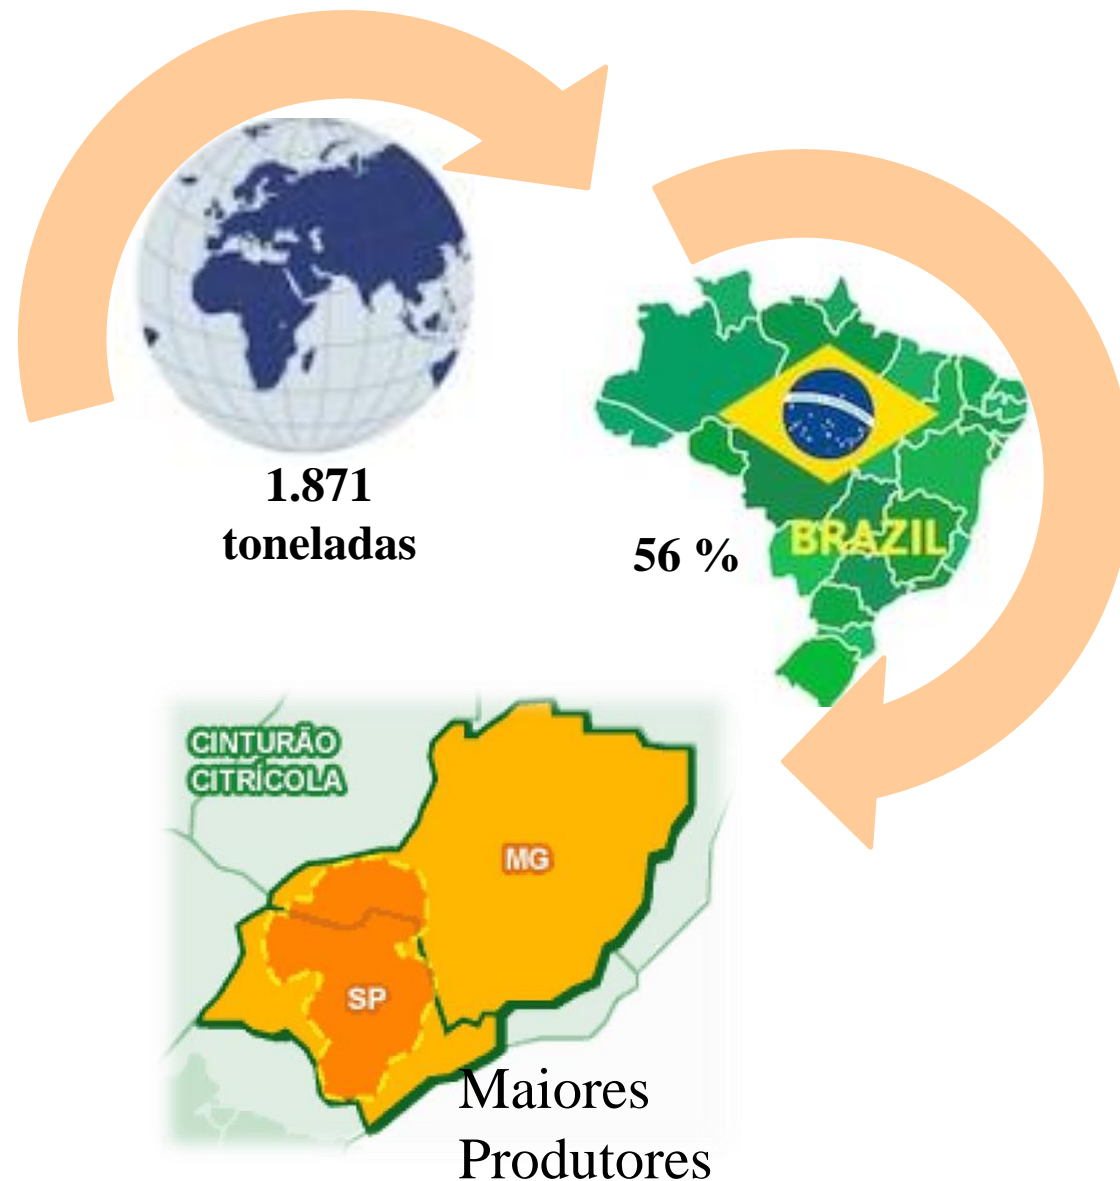 1.871
toneladas
56 %
BRAZIL
CINTURÃO
CITRÍCOLA
MG
SP
Maiores
Produtores